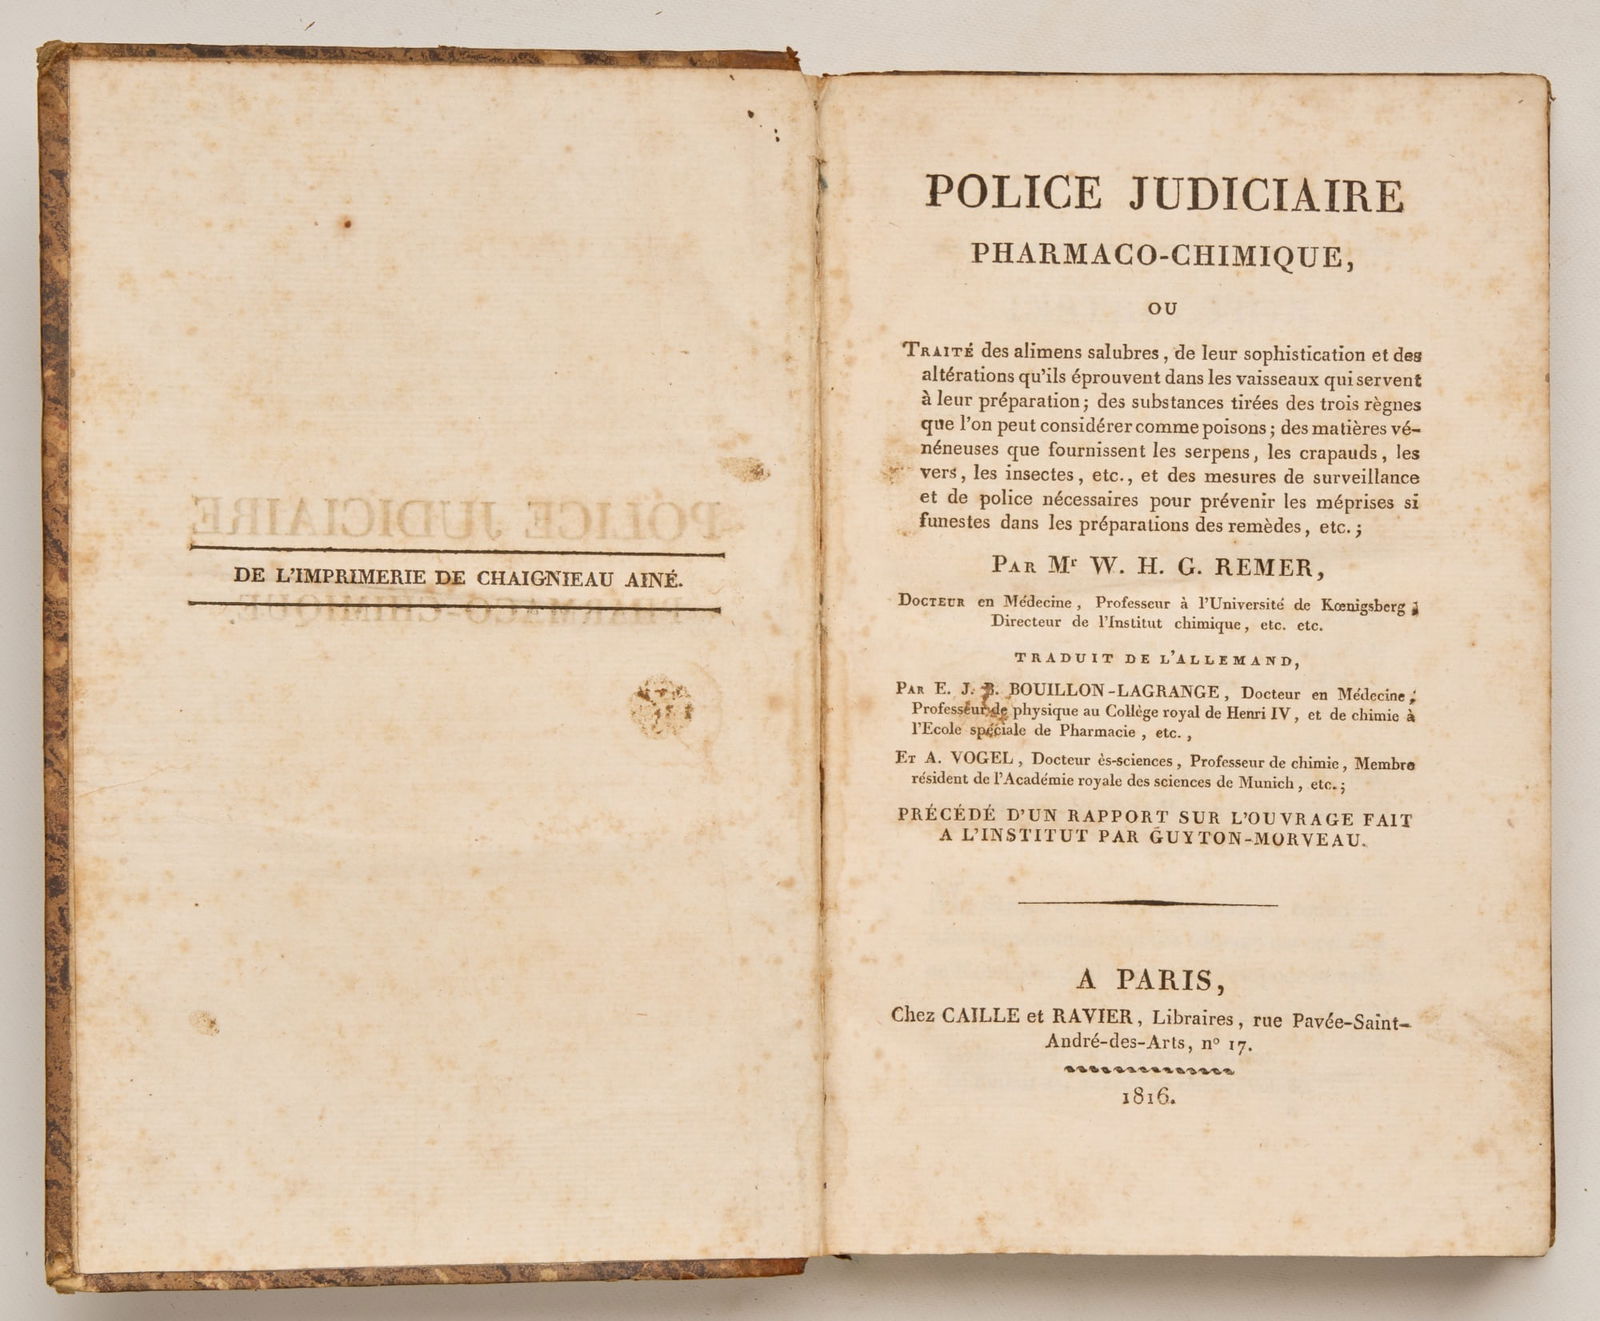 DE L'IMPRIMERIE DE CHAIGNIEAU AINÉ.
POLICE JUDICIAIRE
PHARMACO-CHIMIQUE,
OU
TRAITÉ des alimens salubres, de leur sophistication et des
altérations qu'ils éprouvent dans les vaisseaux qui servent
à leur préparation; des substances tirées des trois règnes
que l'on peut considérer comme poisons; des matières vé-
néneuses que fournissent les serpens, les crapauds, les
vers, les insectes, etc., et des mesures de surveillance
et de police nécessaires pour prévenir les méprises si
funestes dans les préparations des remèdes, etc.;
PAR Mr W. H. G. REMER,
DOCTEUR en Médecine, Professeur à l'Université de Kœnigsberg;
Directeur de l'Institut chimique, etc. etc.
TRADUIT DE L'ALLEMAND,
PAR E. J. B. BOUILLON-LAGRANGE, Docteur en Médecine;
Professeur de physique au Collège royal de Henri IV, et de chimie à
l'Ecole spéciale de Pharmacie, etc.,
ET A. VOGEL, Docteur ès-sciences, Professeur de chimie, Membre
résident de l'Académie royale des sciences de Munich, etc.;
PRÉCÉDÉ D'UN RAPPORT SUR L'OUVRAGE FAIT
A L'INSTITUT PAR GUYTON-MORVEAU.
A PARIS,
Chez CAILLE et RAVIER, Libraires, rue Pavée-Saint-
André-des-Arts, n° 17.
1816.